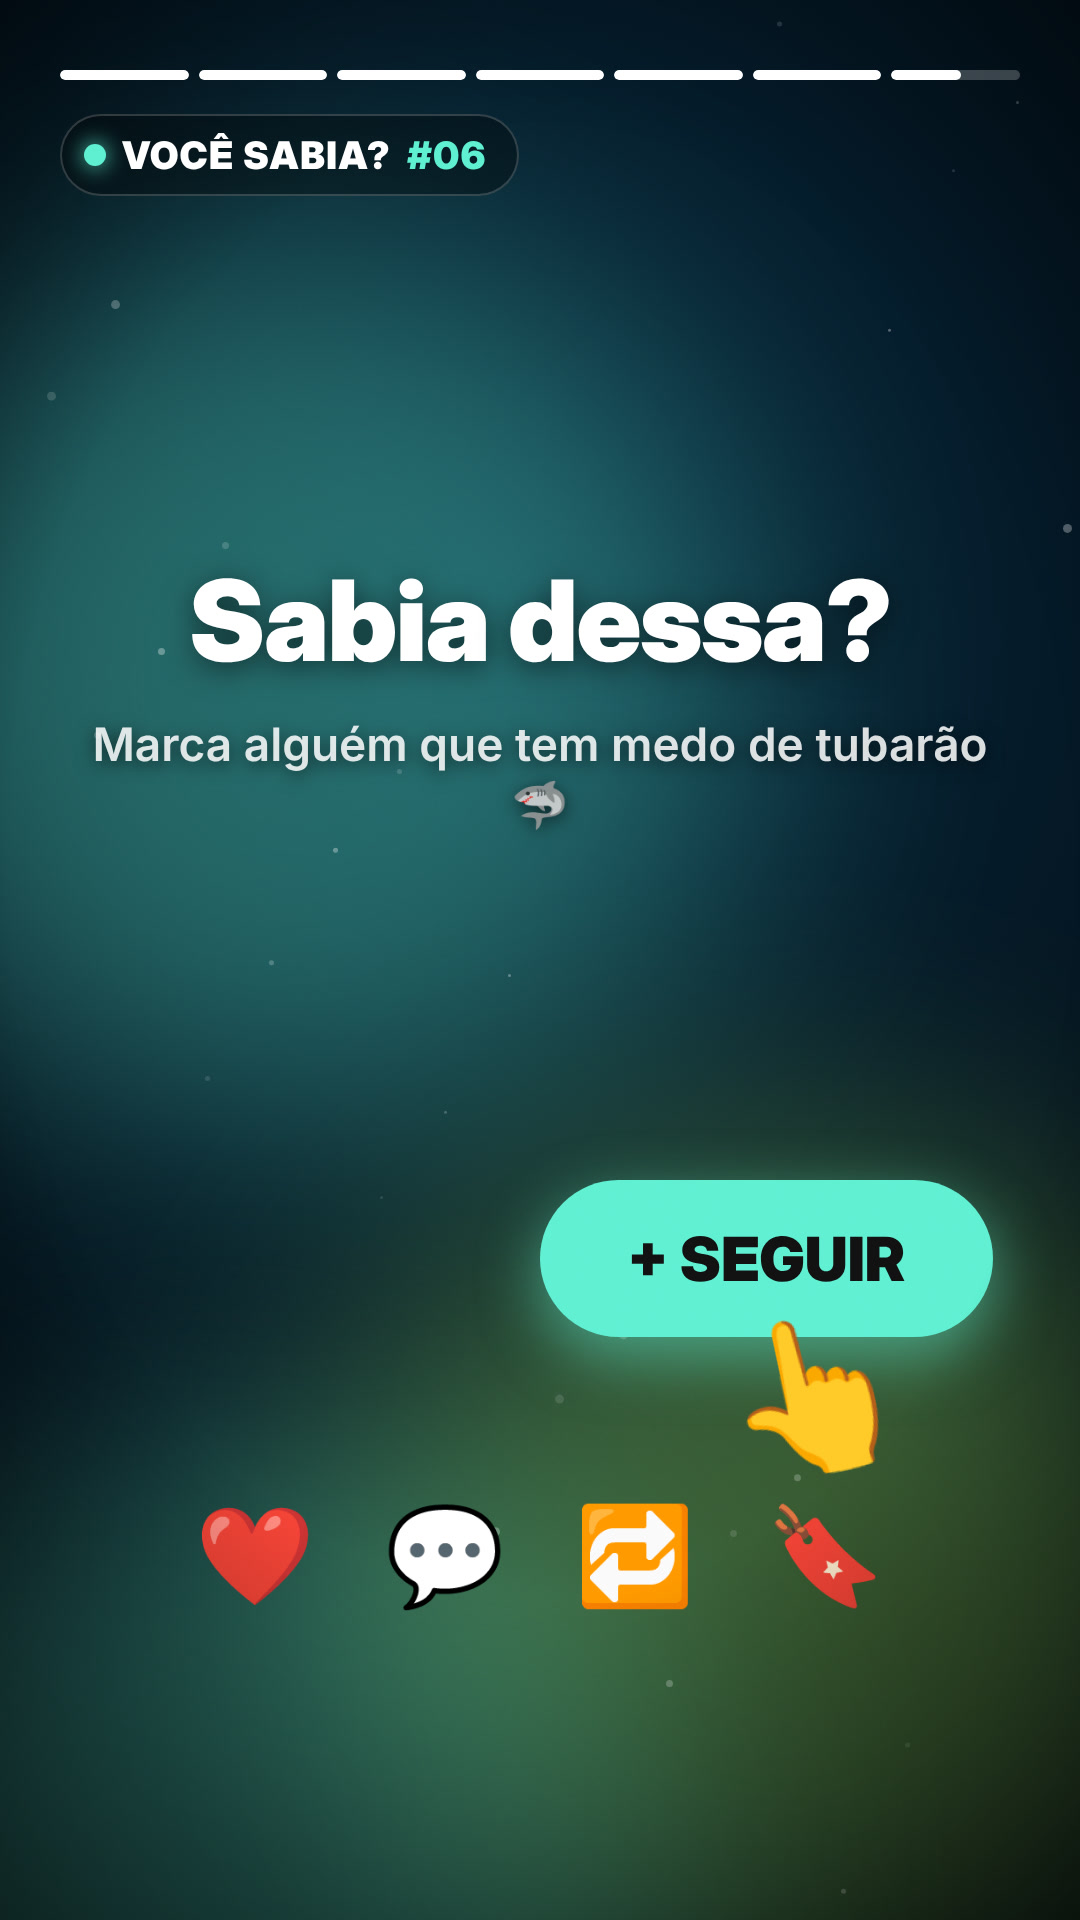 VOCÊ SABIA? #06
Sabia dessa?
Marca alguém que tem medo de tubarão
🦈
+ SEGUIR